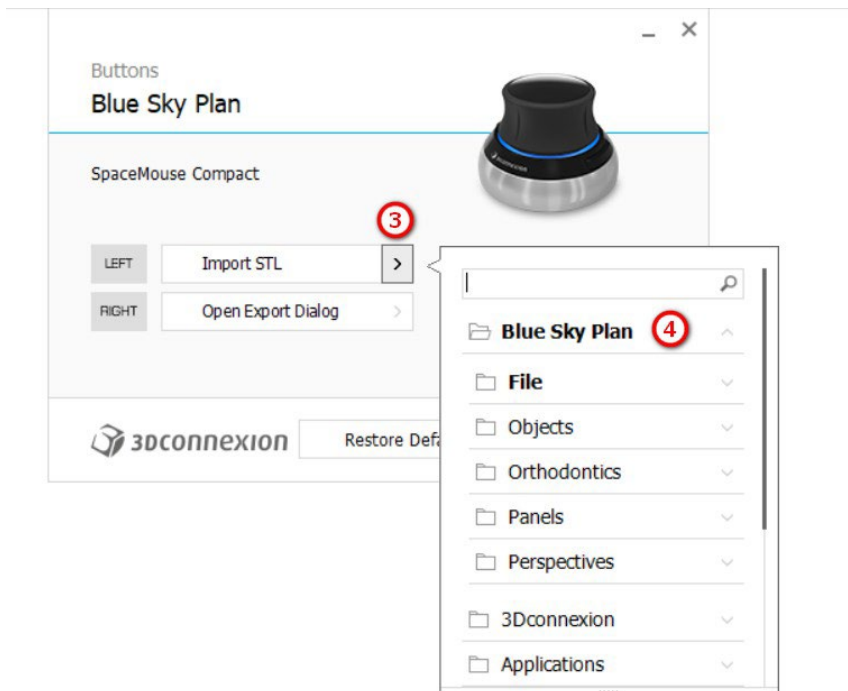 Buttons
Blue Sky Plan
SpaceMouse Compact
3
LEFT
Import STL
RIGHT
Open Export Dialog
3Dconnexion
Restore Defa
Blue Sky Plan
4
File
Objects
Orthodontics
Panels
Perspectives
3Dconnexion
Applications